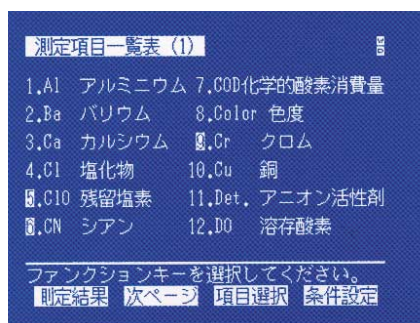 測定項目一覧表 (1)
1.Al アルミニウム 7.COD化学的酸素消費量
2.Ba バリウム 8.Color 色度
3.Ca カルシウム 9.Cr クロム
4.Cl 塩化物 10.Cu 銅
5.ClO 残留塩素 11.Det. アニオン活性剤
6.CN シアン 12.DO 溶存酸素
ファンクションキーを選択してください。
測定結果 次ページ 項目選択 条件設定